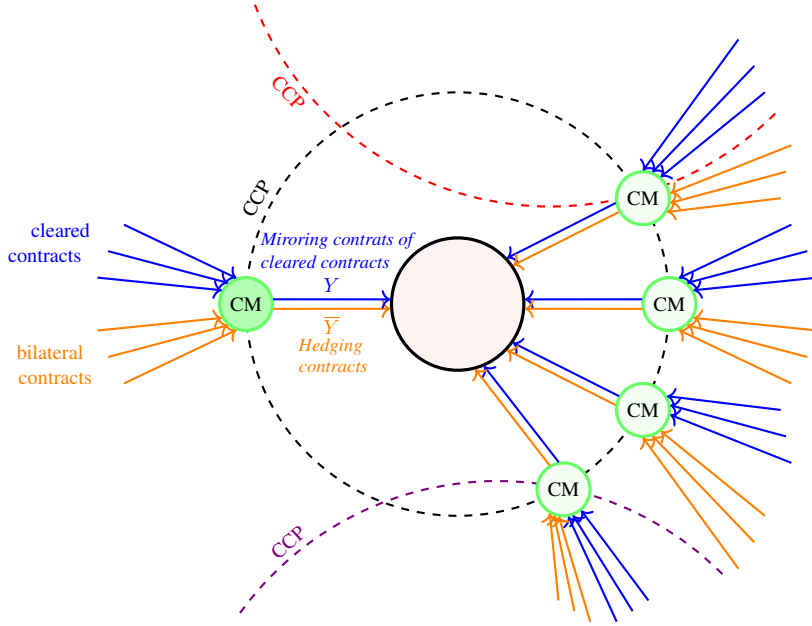 CCP
CCP
CM
cleared
contracts
Miroring contrats of
cleared contracts
Y
CM
CM
Y̅
Hedging
contracts
bilateral
contracts
CM
CM
CCP